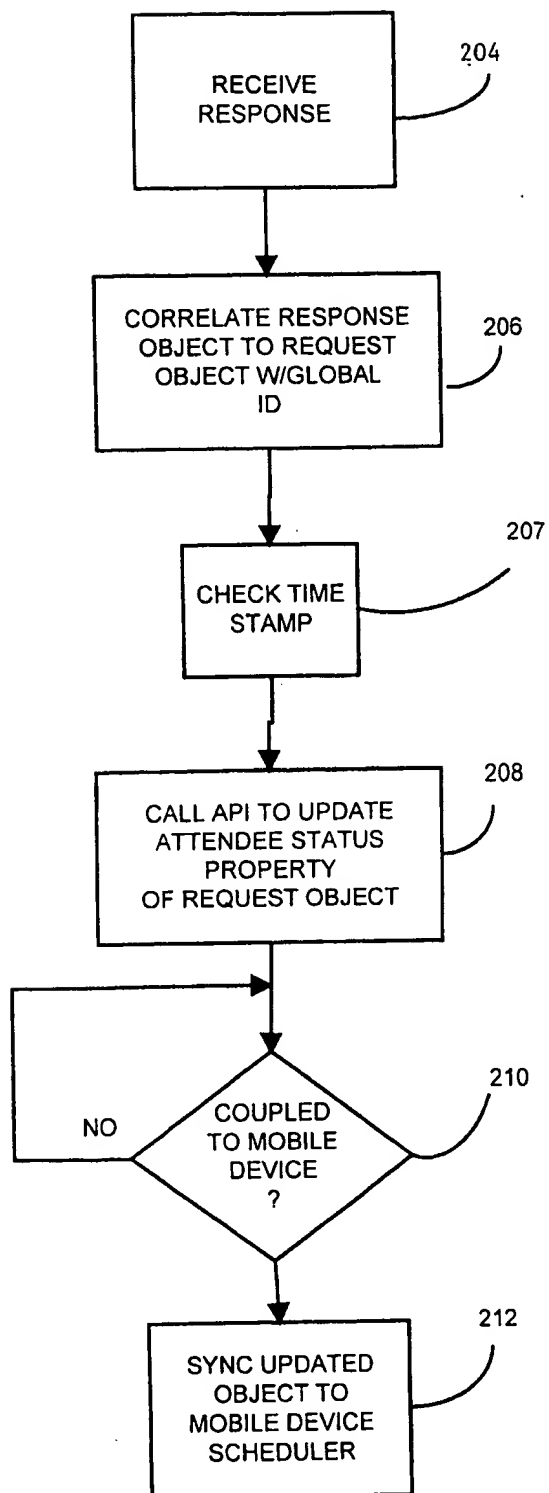 RECEIVE
RESPONSE
204
CORRELATE RESPONSE
OBJECT TO REQUEST
OBJECT W/GLOBAL
ID
206
CHECK TIME
STAMP
207
CALL API TO UPDATE
ATTENDEE STATUS
PROPERTY
OF REQUEST OBJECT
208
COUPLED
TO MOBILE
DEVICE
?
210
NO
SYNC UPDATED
OBJECT TO
MOBILE DEVICE
SCHEDULER
212